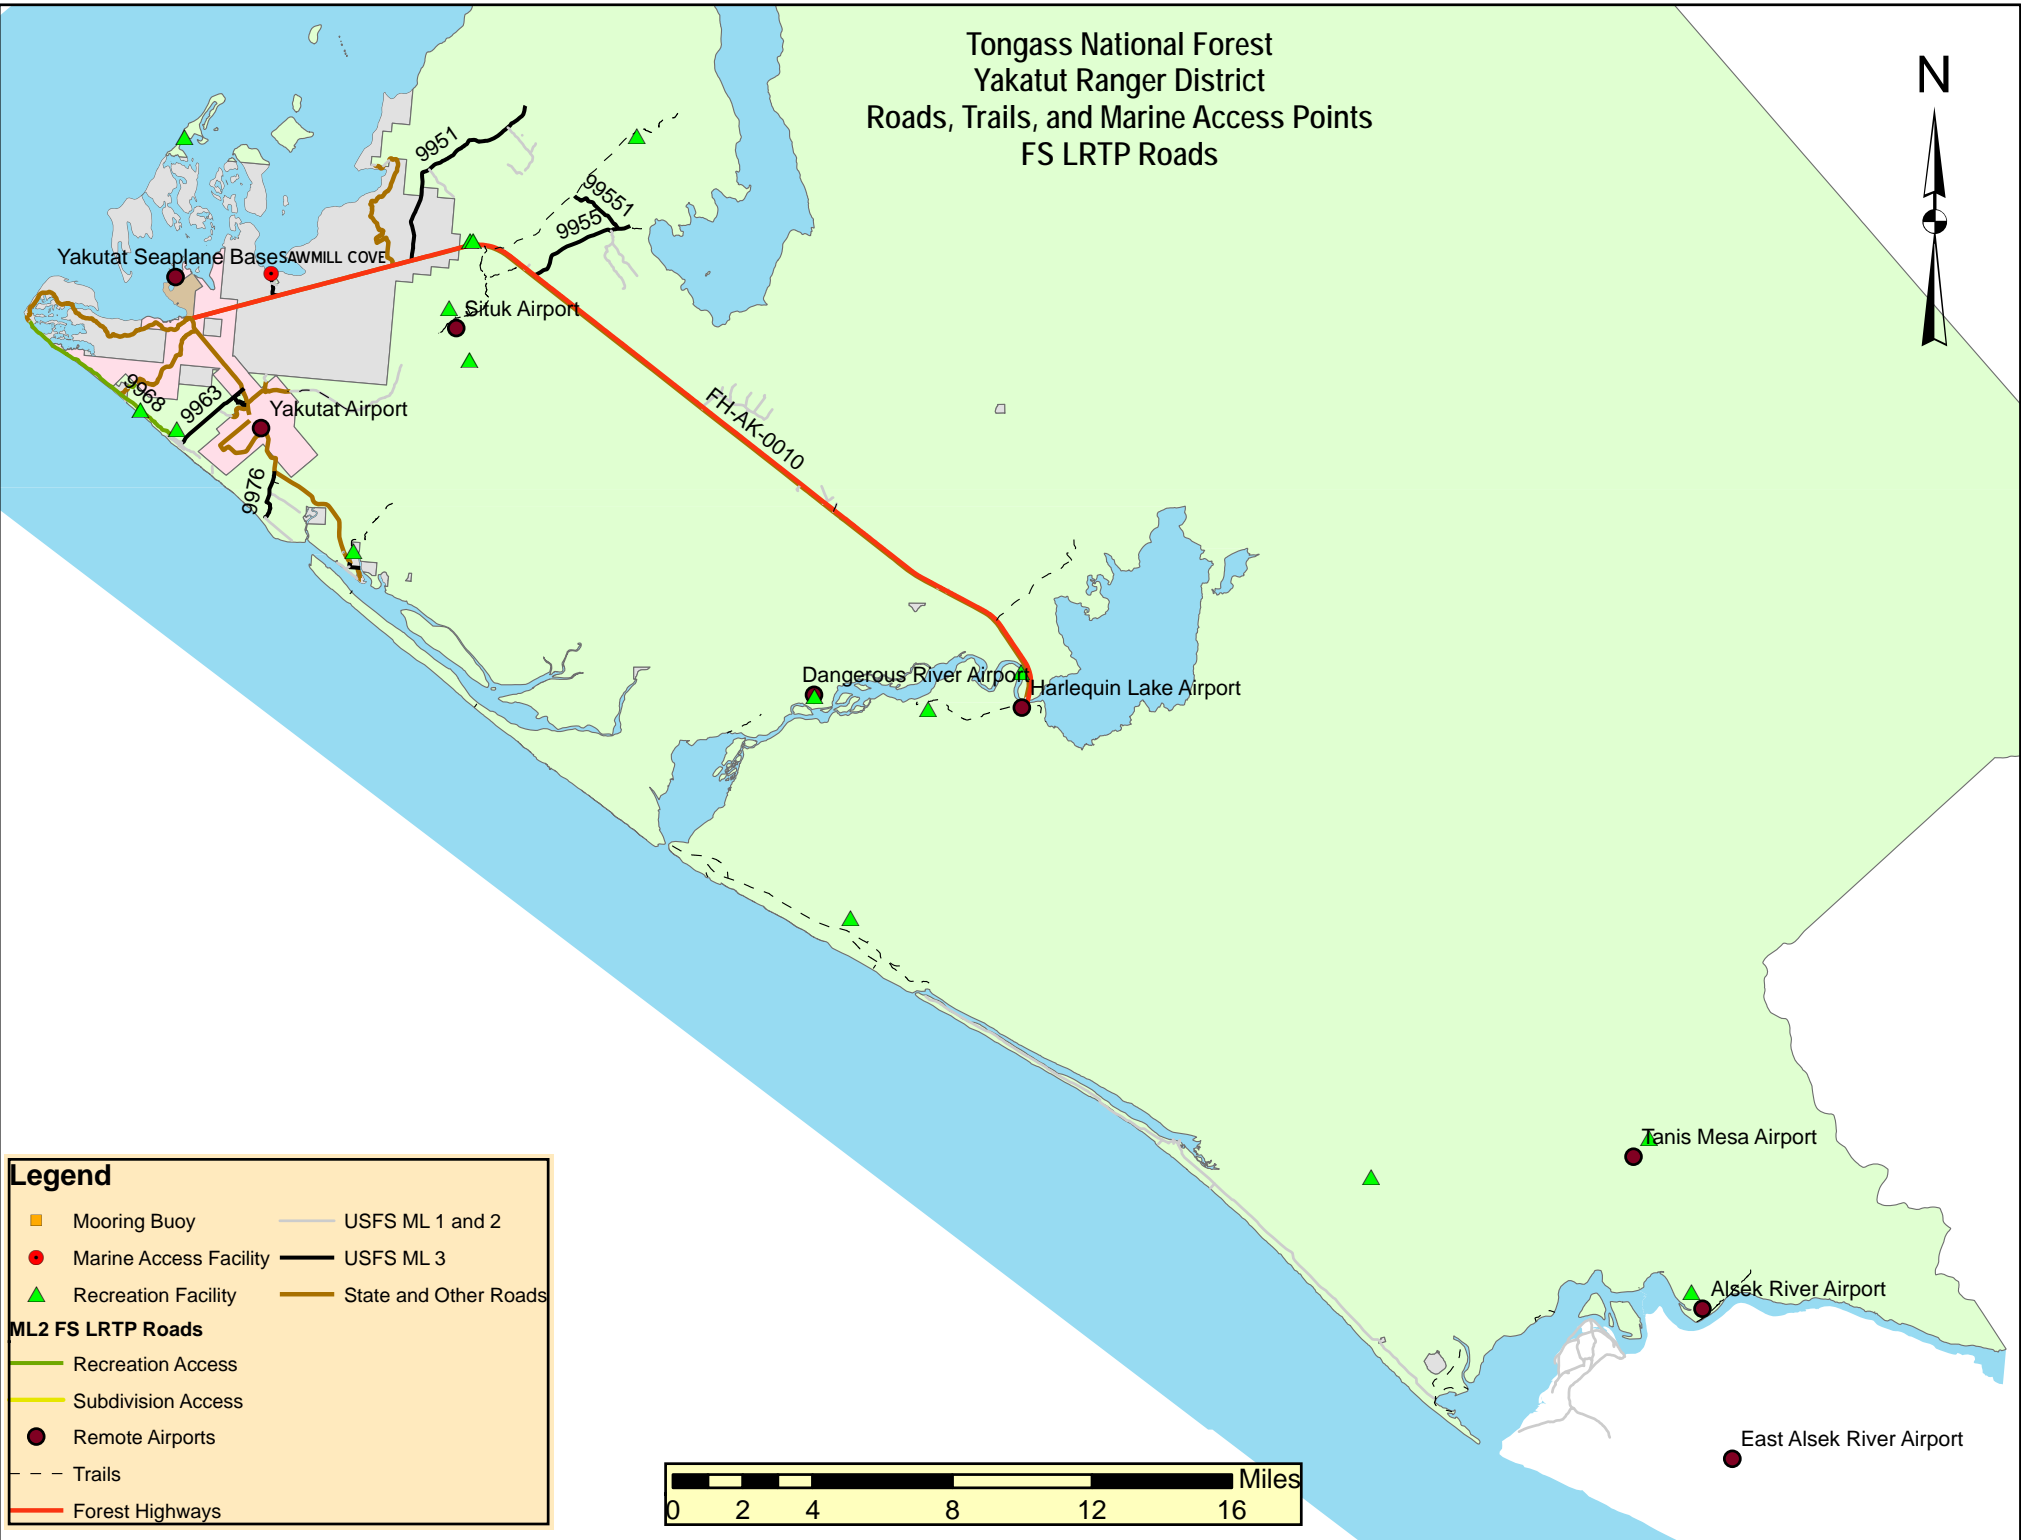 Tongass National Forest
Yakatut Ranger District
Roads, Trails, and Marine Access Points
FS LRTP Roads
N
9951
99551
9955
Yakutat Seaplane Base
SAWMILL COVE
Situk Airport
9968
9963
Yakutat Airport
FH-AK-0010
9976
Dangerous River Airport
Harlequin Lake Airport
Tanis Mesa Airport
Alsek River Airport
East Alsek River Airport
Legend
Mooring Buoy
USFS ML 1 and 2
Marine Access Facility
USFS ML 3
Recreation Facility
State and Other Roads
ML2 FS LRTP Roads
Recreation Access
Subdivision Access
Remote Airports
Trails
Forest Highways
Miles
0 2 4 8 12 16